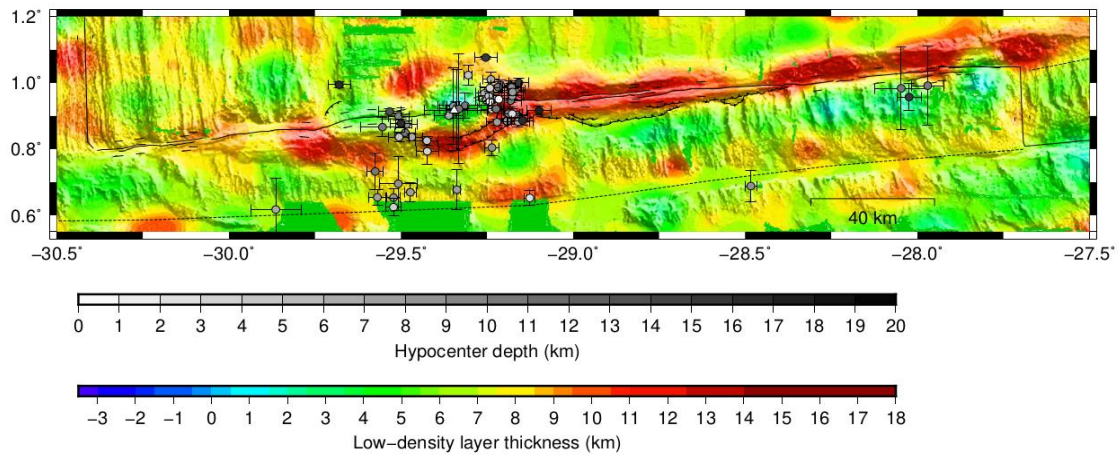 1.2˚
1.0˚
0.8˚
0.6˚
40 km
−30.5˚ −30.0˚ −29.5˚ −29.0˚ −28.5˚ −28.0˚ −27.5˚
0 1 2 3 4 5 6 7 8 9 10 11 12 13 14 15 16 17 18 19 20
Hypocenter depth (km)
−3 −2 −1 0 1 2 3 4 5 6 7 8 9 10 11 12 13 14 15 16 17 18
Low−density layer thickness (km)